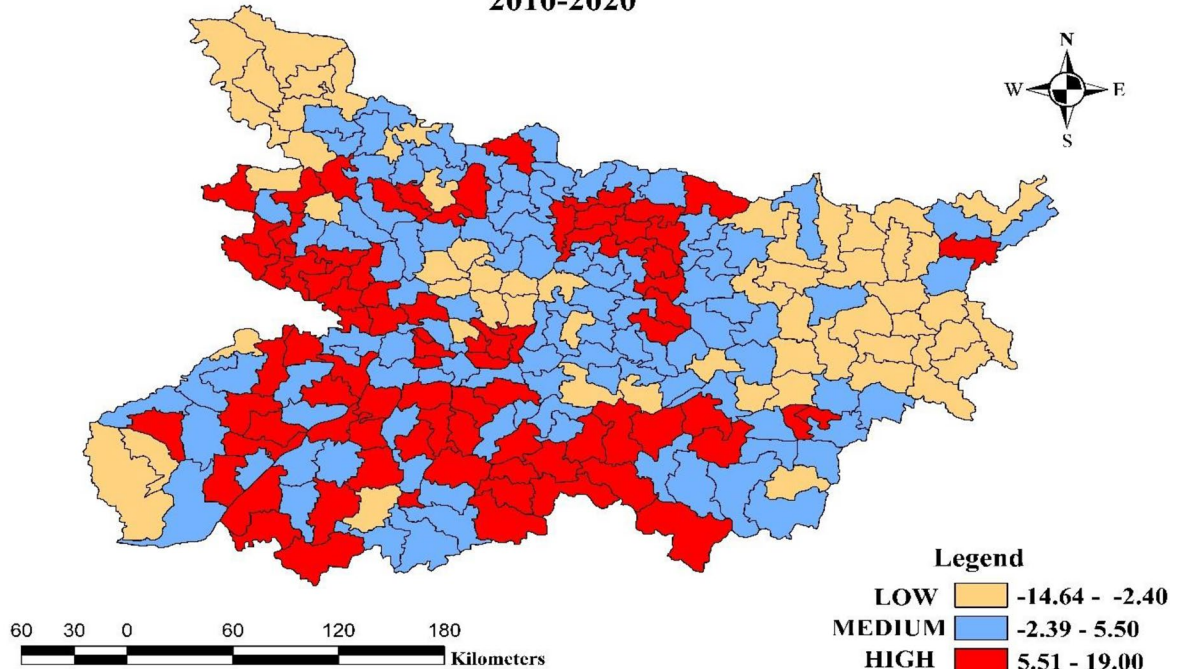 2010-2020
N
W E
S
Legend
LOW -14.64 - -2.40
MEDIUM -2.39 - 5.50
HIGH 5.51 - 19.00
60 30 0 60 120 180
Kilometers